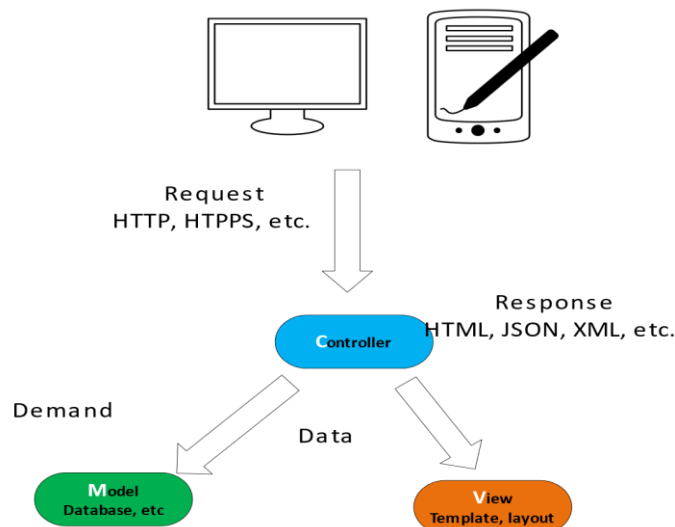 Request
HTTP, HTPPS, etc.
Response
HTML, JSON, XML, etc.
Controller
Demand
Data
Model
Database, etc
View
Template, layout